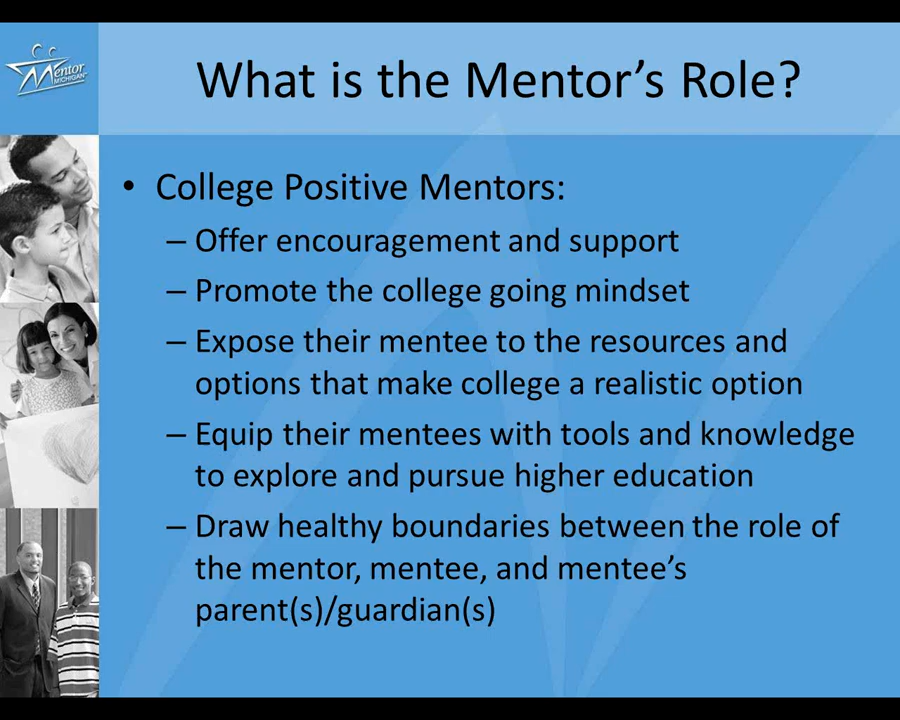 Mentor
MICHIGAN
What is the Mentor's Role?
• College Positive Mentors:
– Offer encouragement and support
– Promote the college going mindset
– Expose their mentee to the resources and
options that make college a realistic option
– Equip their mentees with tools and knowledge
to explore and pursue higher education
– Draw healthy boundaries between the role of
the mentor, mentee, and mentee's
parent(s)/guardian(s)